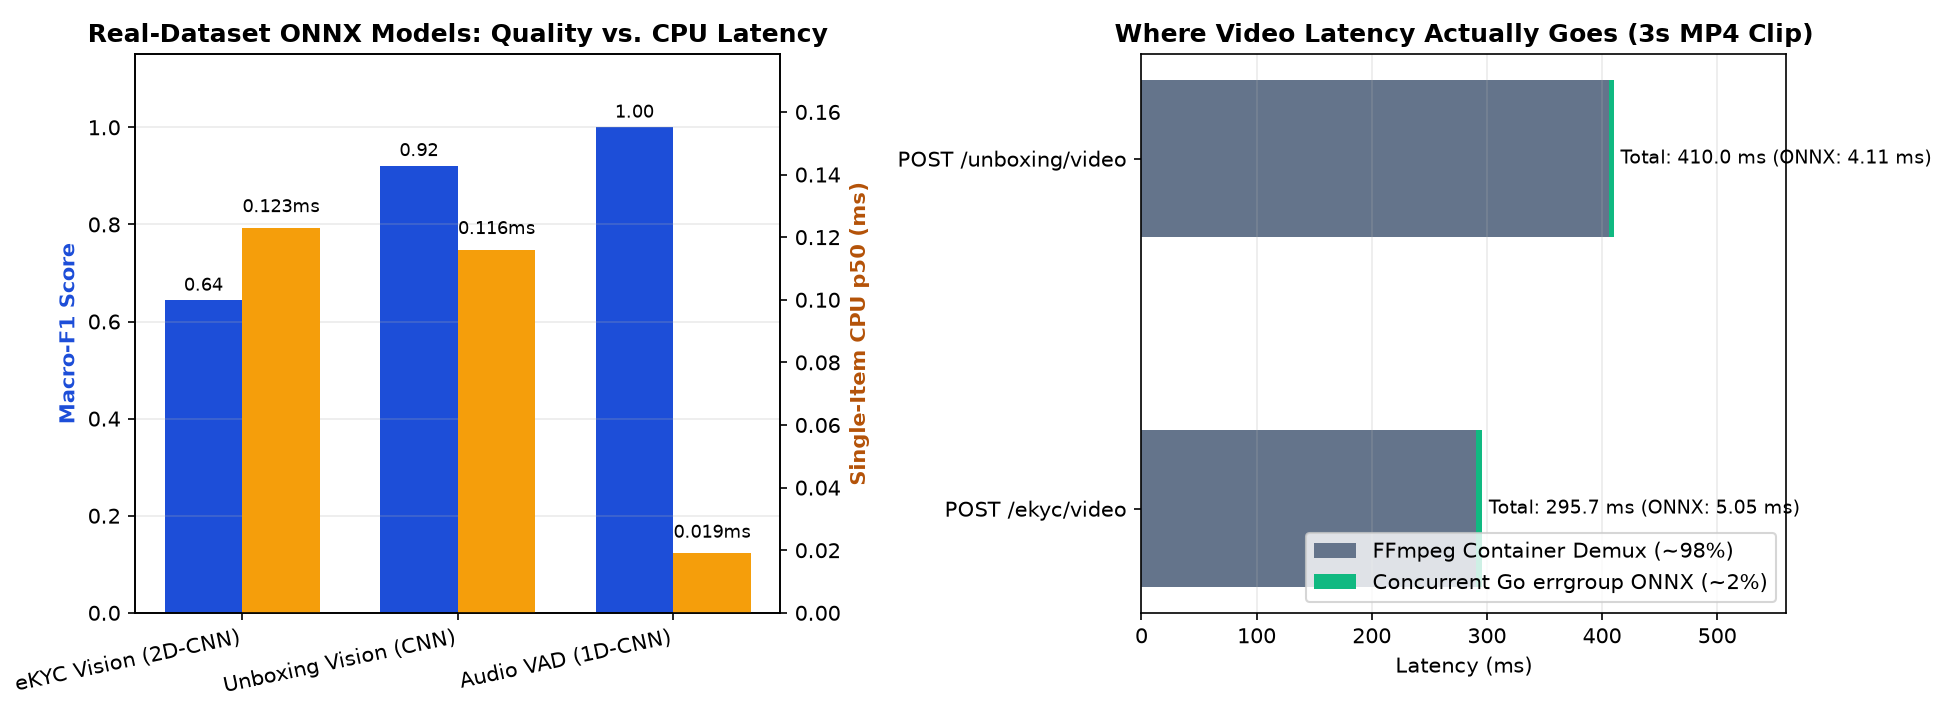 Real-Dataset ONNX Models: Quality vs. CPU Latency
Macro-F1 Score
1.0
0.8
0.6
0.4
0.2
0.0
0.64
0.123ms
0.92
0.116ms
1.00
0.019ms
0.16
0.14
0.12
0.10
0.08
0.06
0.04
0.02
0.00
Single-Item CPU p50 (ms)
eKYC Vision (2D-CNN)
Unboxing Vision (CNN)
Audio VAD (1D-CNN)
Where Video Latency Actually Goes (3s MP4 Clip)
POST /unboxing/video
Total: 410.0 ms (ONNX: 4.11 ms)
POST /ekyc/video
Total: 295.7 ms (ONNX: 5.05 ms)
FFmpeg Container Demux (~98%)
Concurrent Go errgroup ONNX (~2%)
0
100
200
300
400
500
Latency (ms)